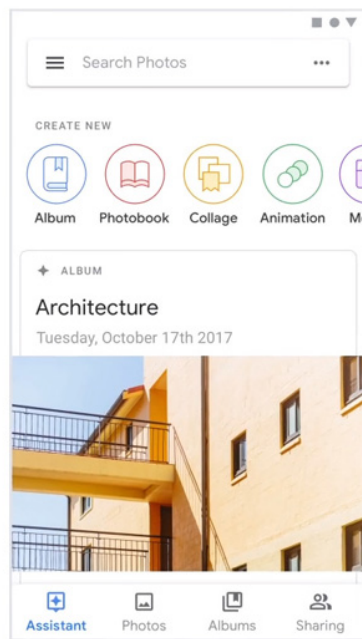 Search Photos
CREATE NEW
Album Photobook Collage Animation
ALBUM
Architecture
Tuesday, October 17th 2017
Assistant Photos Albums Sharing